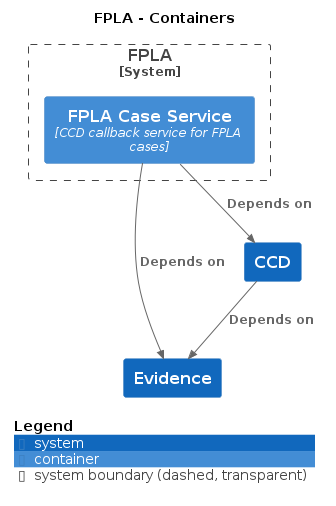 FPLA - Containers
FPLA
[System]
FPLA Case Service
[CCD callback service for FPLA
cases]
Depends on
CCD
Depends on
Depends on
Evidence
Legend
system
container
system boundary (dashed, transparent)